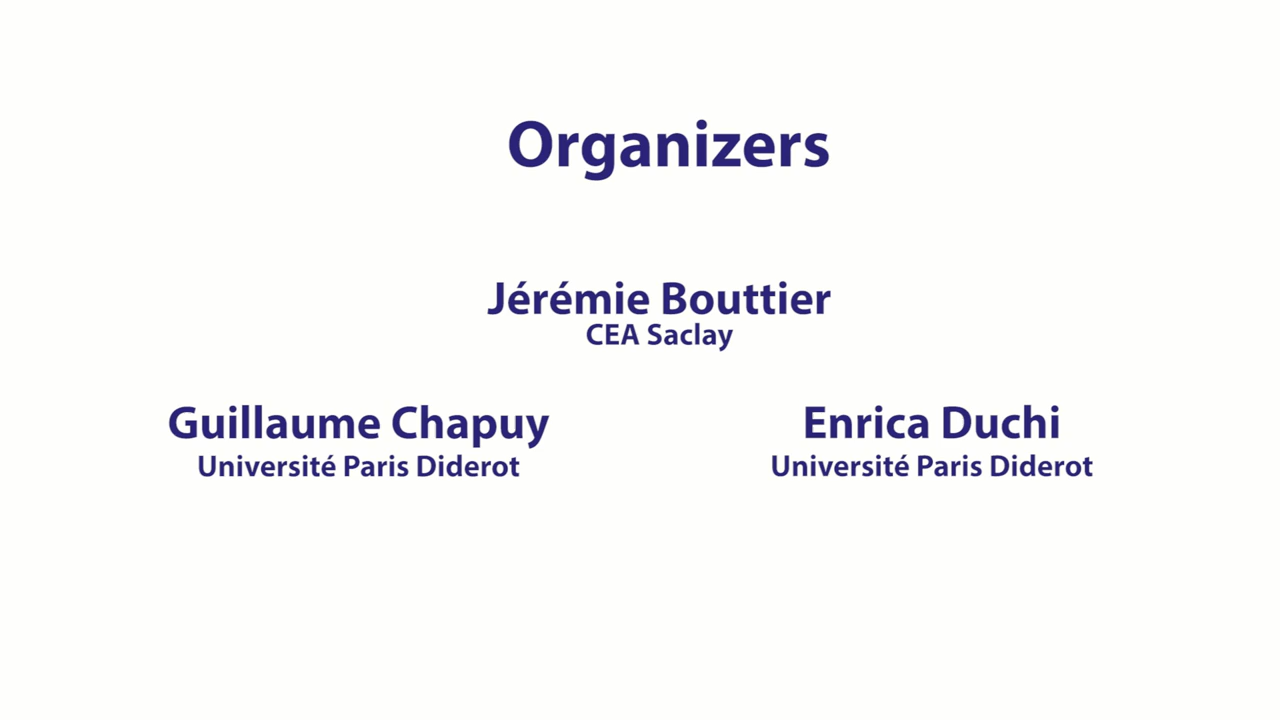 Organizers
Jérémie Bouttier
CEA Saclay
Guillaume Chapuy
Université Paris Diderot
Enrica Duchi
Université Paris Diderot